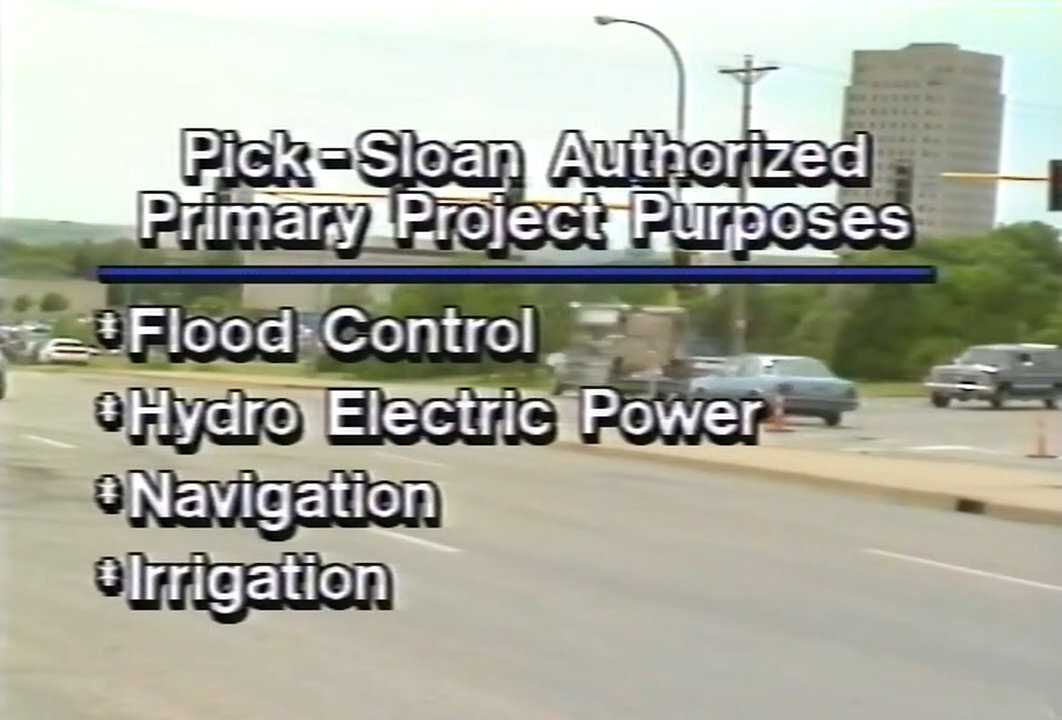 Pick-Sloan Authorized
Primary Project Purposes
*Flood Control
*Hydro Electric Power
*Navigation
*Irrigation